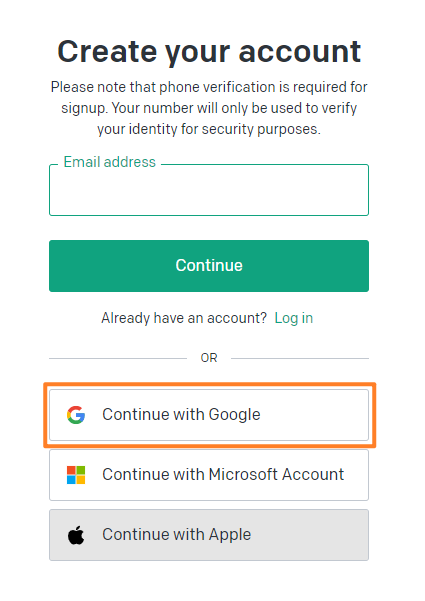 Create your account
Please note that phone verification is required for
signup. Your number will only be used to verify
your identity for security purposes.
Email address
Continue
Already have an account? Log in
OR
Continue with Google
Continue with Microsoft Account
Continue with Apple